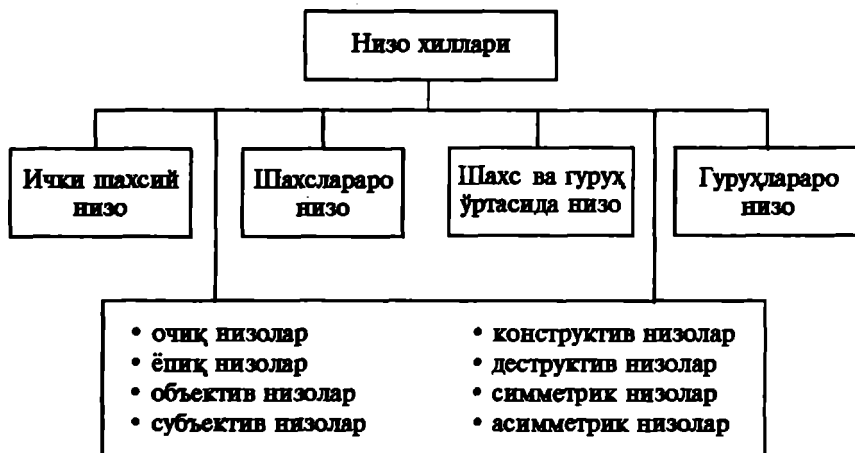 Низо хиллари
Ички шахсий
низо
Шахслараро
низо
Шахс ва гуруҳ
ўртасида низо
Гуруҳлараро
низо
• очиқ низолар
• ёпиқ низолар
• объектив низолар
• субъектив низолар
• конструктив низолар
• деструктив низолар
• симметрик низолар
• асимметрик низолар